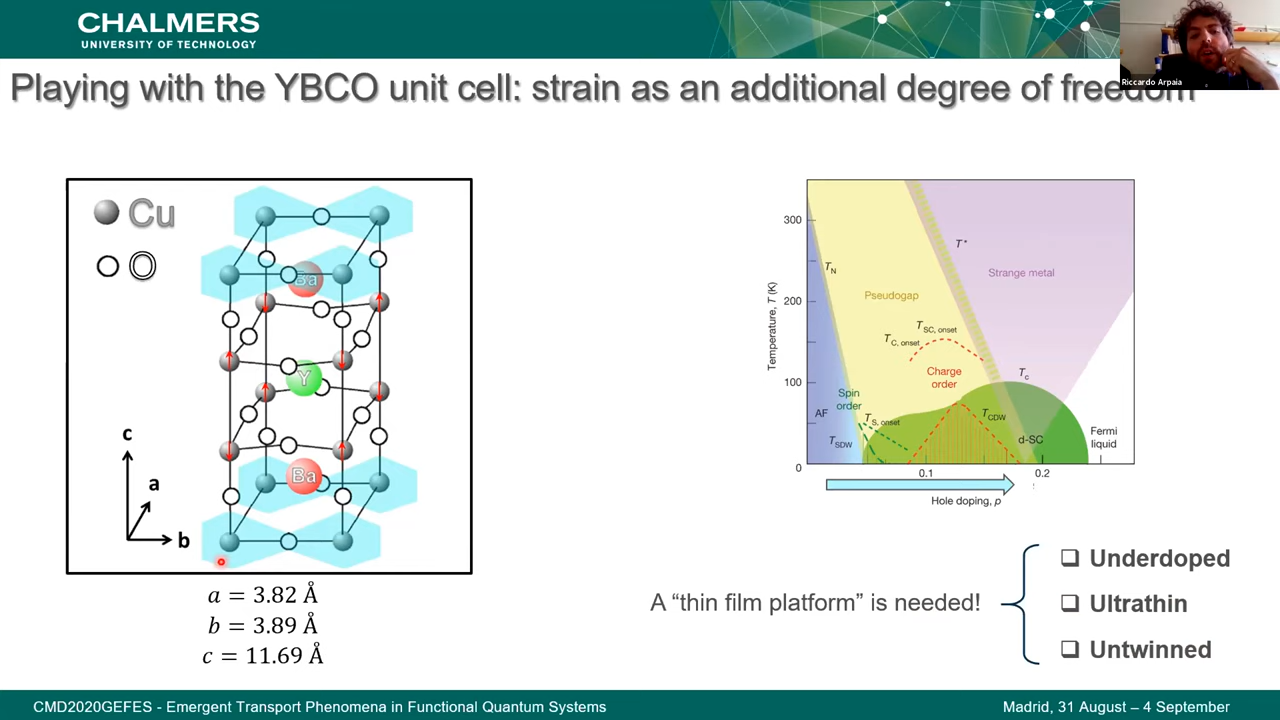 CHALMERS
UNIVERSITY OF TECHNOLOGY
Riccardo Arpaia
Playing with the YBCO unit cell: strain as an additional degree of freedom
Cu
O
Ba
Y
Ba
c
a
b
a = 3.82 Å
b = 3.89 Å
c = 11.69 Å
Temperature, T (K)
300
200
100
0
T_N
T*
Strange metal
Pseudogap
T_SC, onset
T_C, onset
Charge order
T_c
Spin order
AF
T_S, onset
T_CDW
T_SDW
d-SC
Fermi liquid
0.1
0.2
Hole doping, p
A “thin film platform” is needed!
❑ Underdoped
❑ Ultrathin
❑ Untwinned
CMD2020GEFES - Emergent Transport Phenomena in Functional Quantum Systems
Madrid, 31 August – 4 September